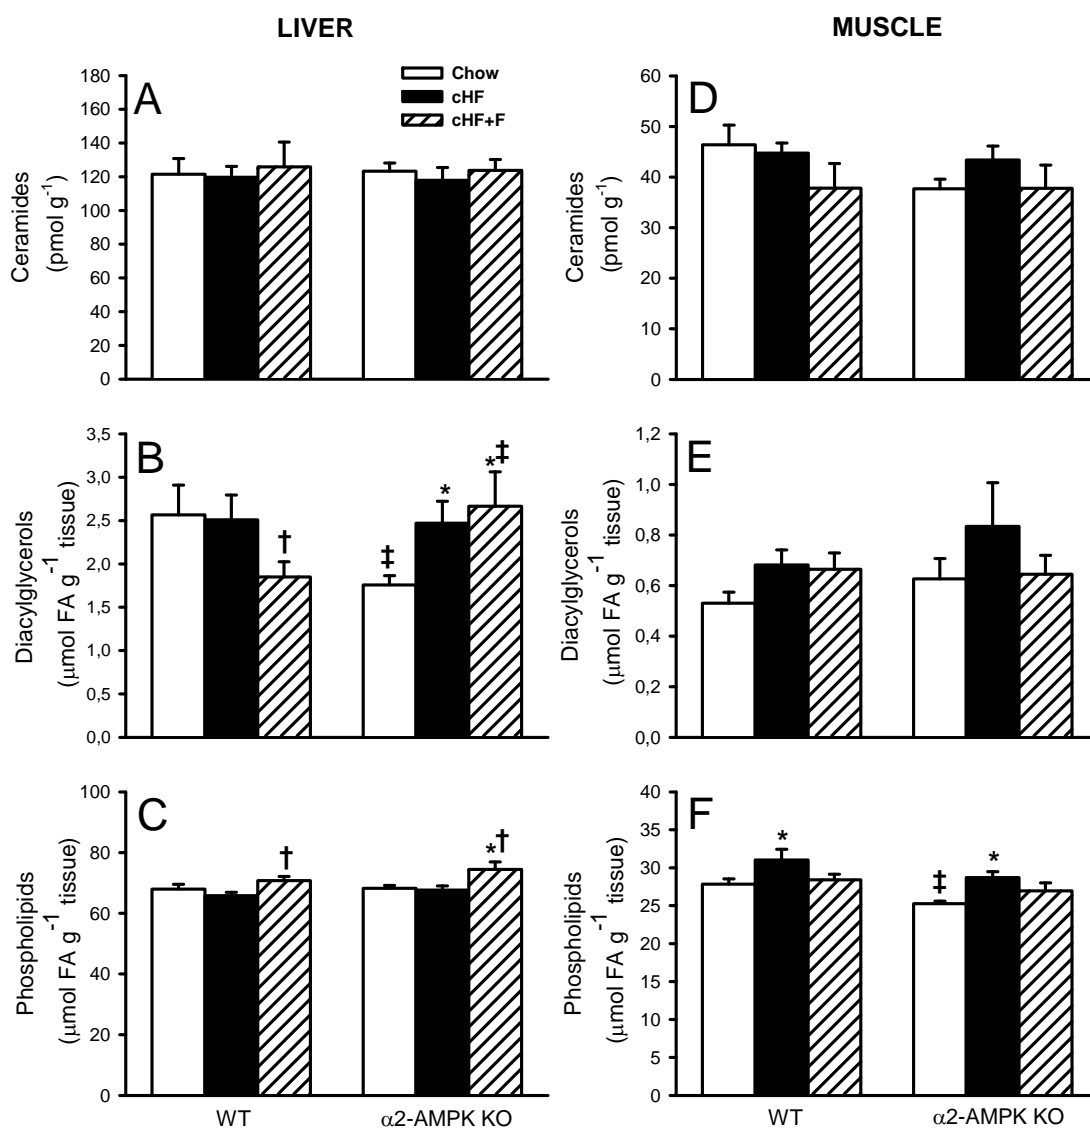 LIVER
MUSCLE
A
Chow
cHF
cHF+F
180
160
140
120
100
80
60
40
20
0
Ceramides
(pmol g⁻¹)
D
60
50
40
30
20
10
0
Ceramides
(pmol g⁻¹)
B
3,5
3,0
2,5
2,0
1,5
1,0
0,5
0,0
Diacylglycerols
(μmol FA g⁻¹ tissue)
†
‡
*
*‡
E
1,2
1,0
0,8
0,6
0,4
0,2
0,0
Diacylglycerols
(μmol FA g⁻¹ tissue)
C
100
80
60
40
20
0
Phospholipids
(μmol FA g⁻¹ tissue)
†
*†
WT
α2-AMPK KO
F
40
35
30
25
20
15
10
5
0
Phospholipids
(μmol FA g⁻¹ tissue)
*
‡
*
WT
α2-AMPK KO